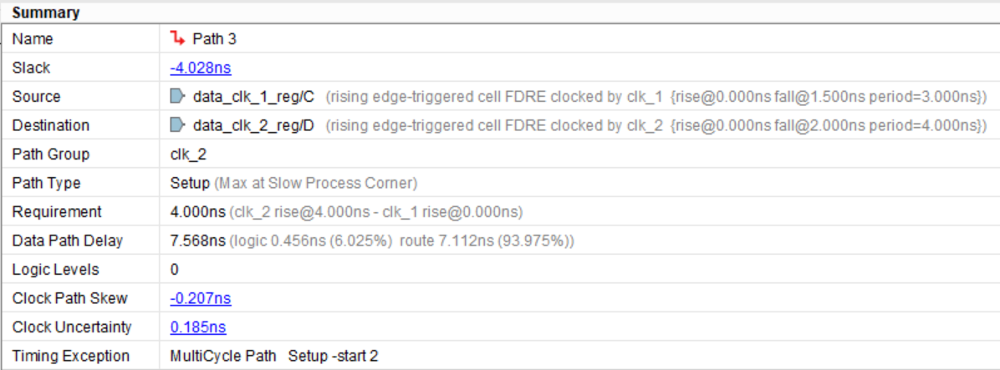 Summary
Name Path 3
Slack -4.028ns
Source data_clk_1_reg/C (rising edge-triggered cell FDRE clocked by clk_1 {rise@0.000ns fall@1.500ns period=3.000ns})
Destination data_clk_2_reg/D (rising edge-triggered cell FDRE clocked by clk_2 {rise@0.000ns fall@2.000ns period=4.000ns})
Path Group clk_2
Path Type Setup (Max at Slow Process Corner)
Requirement 4.000ns (clk_2 rise@4.000ns - clk_1 rise@0.000ns)
Data Path Delay 7.568ns (logic 0.456ns (6.025%) route 7.112ns (93.975%))
Logic Levels 0
Clock Path Skew -0.207ns
Clock Uncertainty 0.185ns
Timing Exception MultiCycle Path Setup -start 2